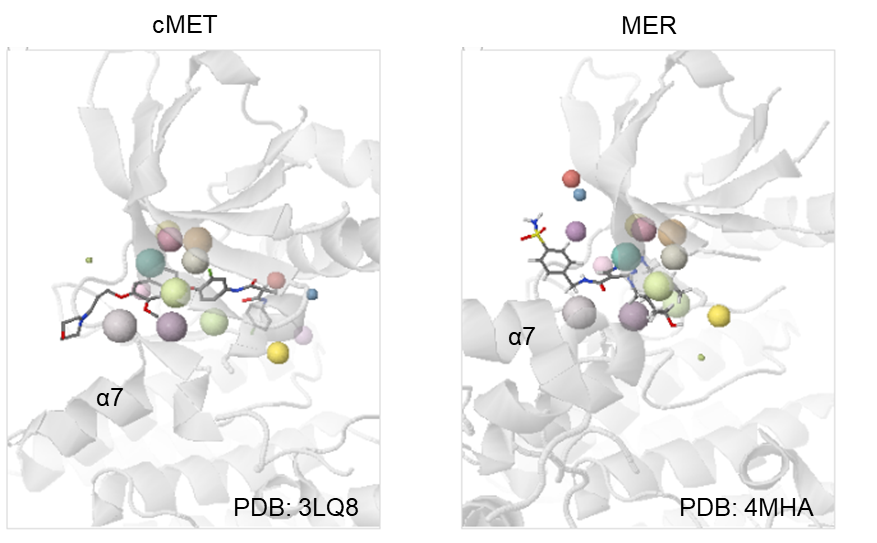 cMET
MER
α7
α7
PDB: 3LQ8
PDB: 4MHA